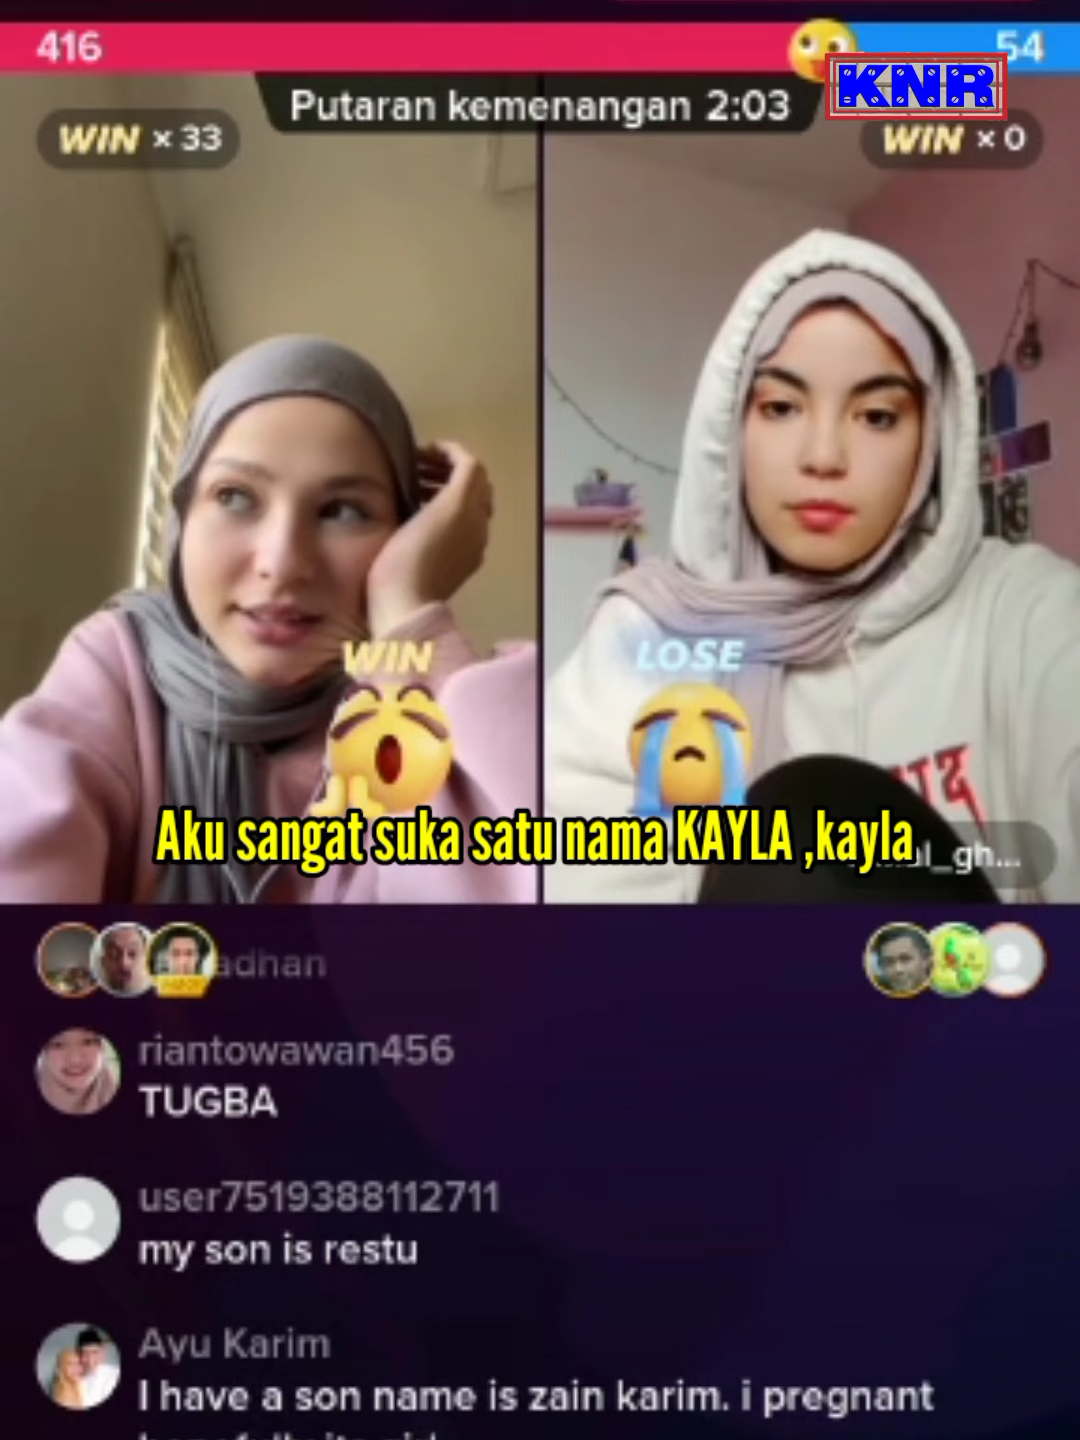 416
54
KNR
Putaran kemenangan 2:03
WIN × 33
WIN × 0
WIN
LOSE
Aku sangat suka satu nama KAYLA ,kayla
riantowawan456
TUGBA
user7519388112711
my son is restu
Ayu Karim
I have a son name is zain karim. i pregnant